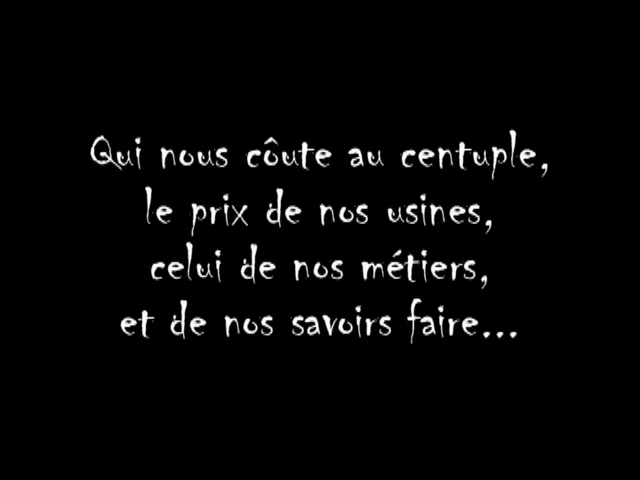 Qui nous côute au centuple,
le prix de nos usines,
celui de nos métiers,
et de nos savoirs faire...